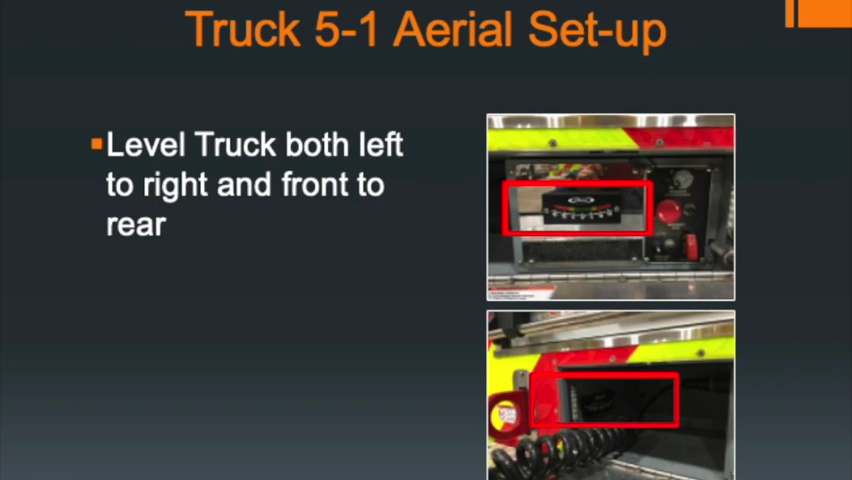 Truck 5-1 Aerial Set-up
Level Truck both left
to right and front to
rear